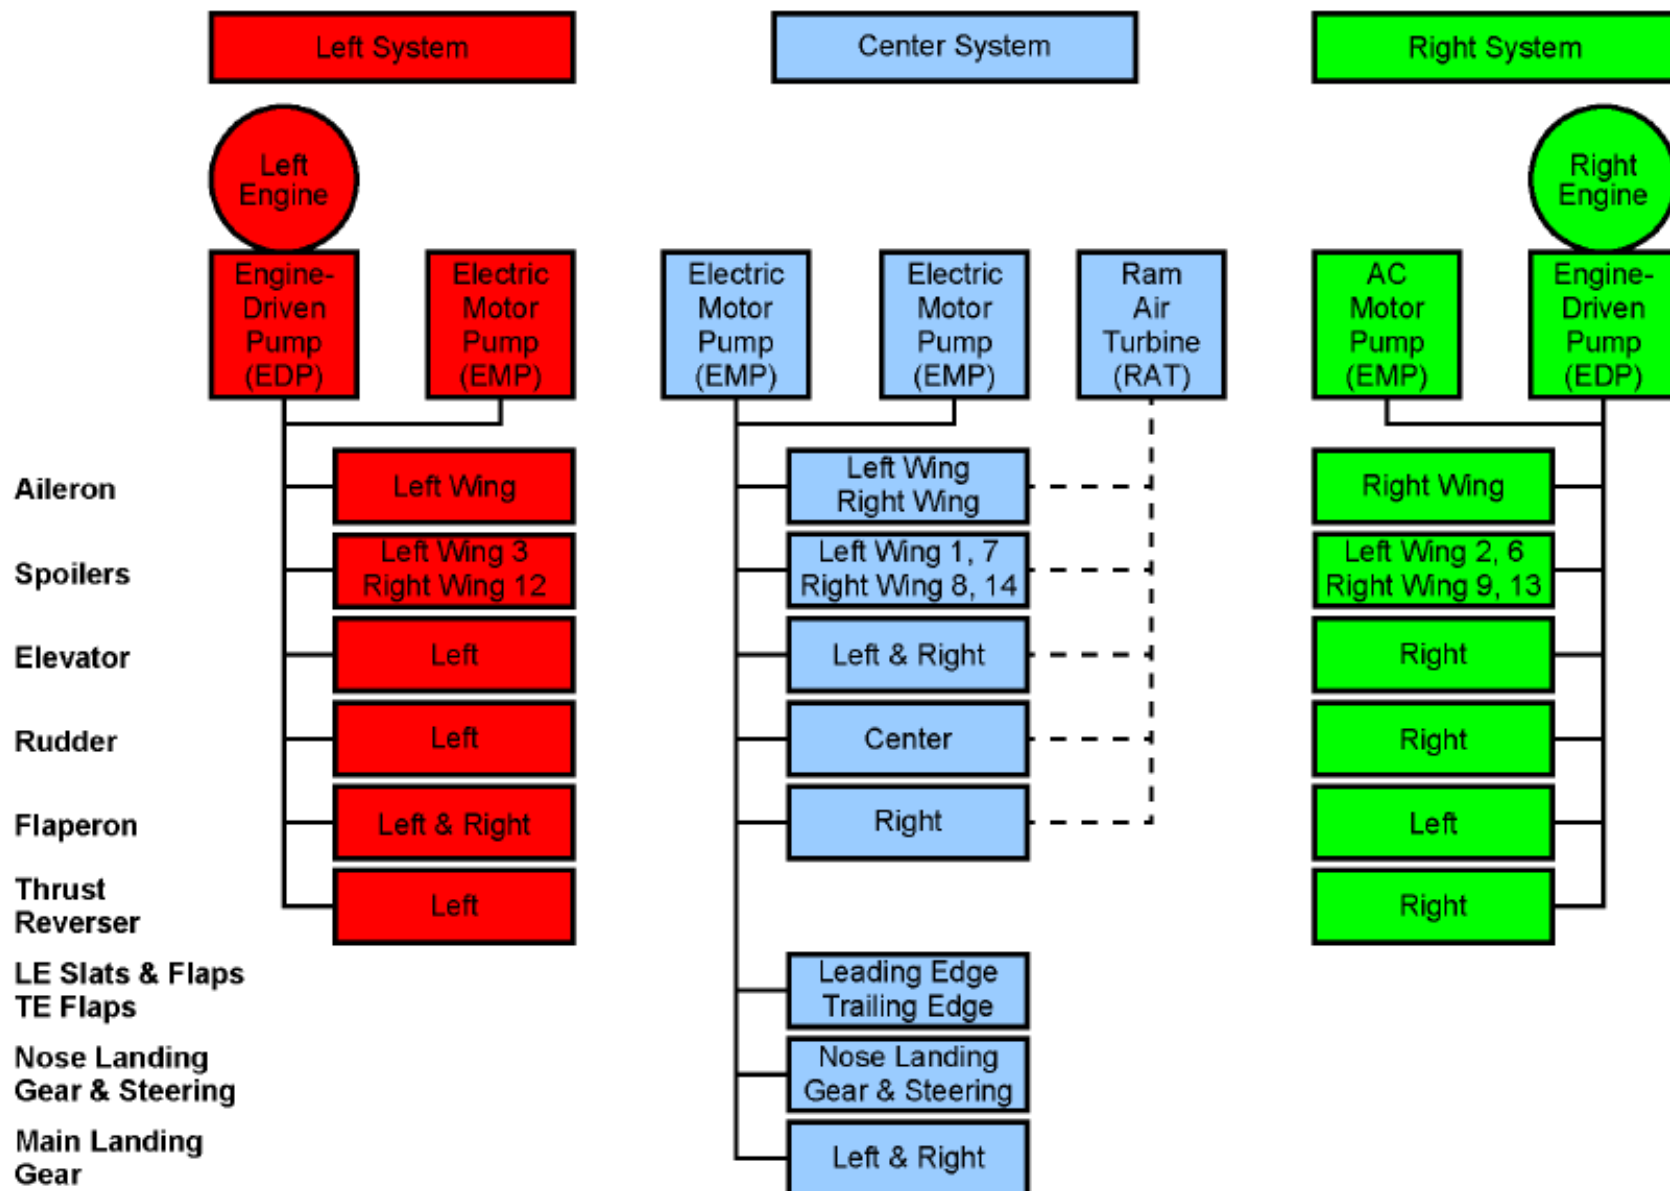 Left System
Center System
Right System
Left
Engine
Right
Engine
Engine-
Driven
Pump
(EDP)
Electric
Motor
Pump
(EMP)
Electric
Motor
Pump
(EMP)
Electric
Motor
Pump
(EMP)
Ram
Air
Turbine
(RAT)
AC
Motor
Pump
(EMP)
Engine-
Driven
Pump
(EDP)
Aileron
Left Wing
Left Wing
Right Wing
Right Wing
Spoilers
Left Wing 3
Right Wing 12
Left Wing 1, 7
Right Wing 8, 14
Left Wing 2, 6
Right Wing 9, 13
Elevator
Left
Left & Right
Right
Rudder
Left
Center
Right
Flaperon
Left & Right
Right
Left
Thrust
Reverser
Left
Right
LE Slats & Flaps
TE Flaps
Leading Edge
Trailing Edge
Nose Landing
Gear & Steering
Nose Landing
Gear & Steering
Main Landing
Gear
Left & Right